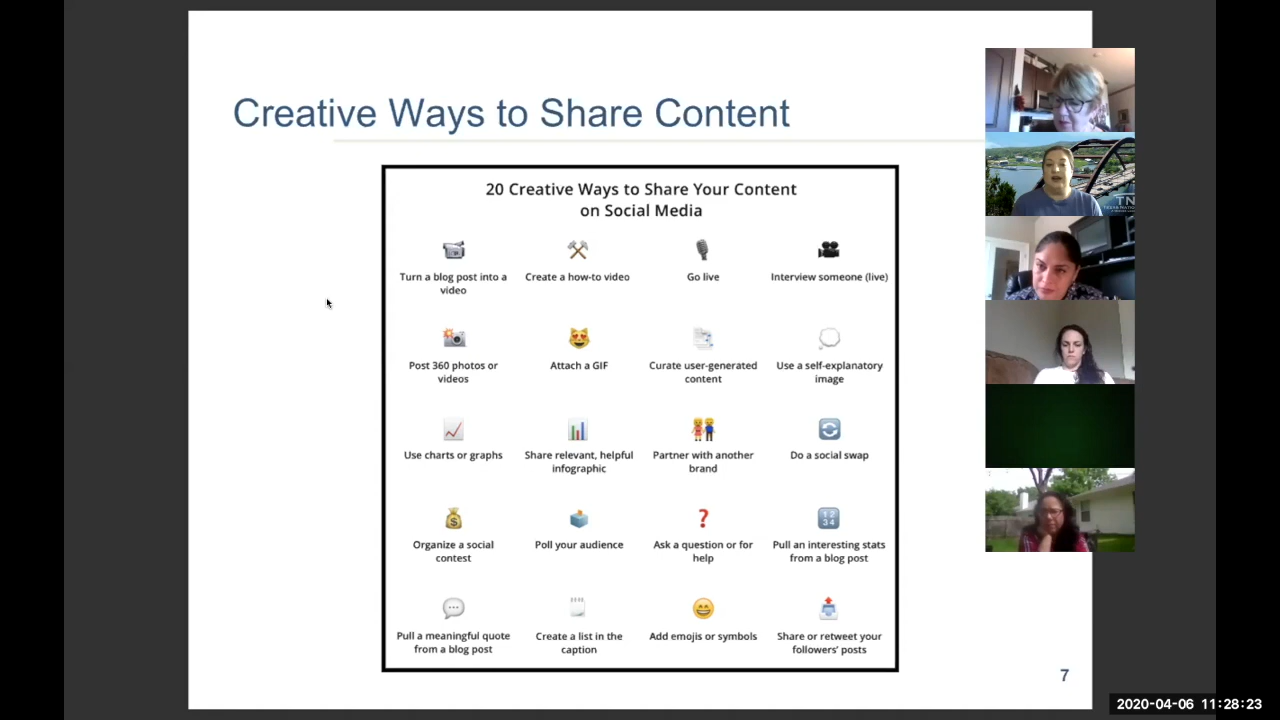 Creative Ways to Share Content
20 Creative Ways to Share Your Content
on Social Media
Turn a blog post into a
video
Create a how-to video
Go live
Interview someone (live)
Post 360 photos or
videos
Attach a GIF
Curate user-generated
content
Use a self-explanatory
image
Use charts or graphs
Share relevant, helpful
infographic
Partner with another
brand
Do a social swap
Organize a social
contest
Poll your audience
Ask a question or for
help
1 2
3 4
Pull an interesting stats
from a blog post
Pull a meaningful quote
from a blog post
Create a list in the
caption
Add emojis or symbols
Share or retweet your
followers' posts
7
TN
2020-04-06 11:28:23